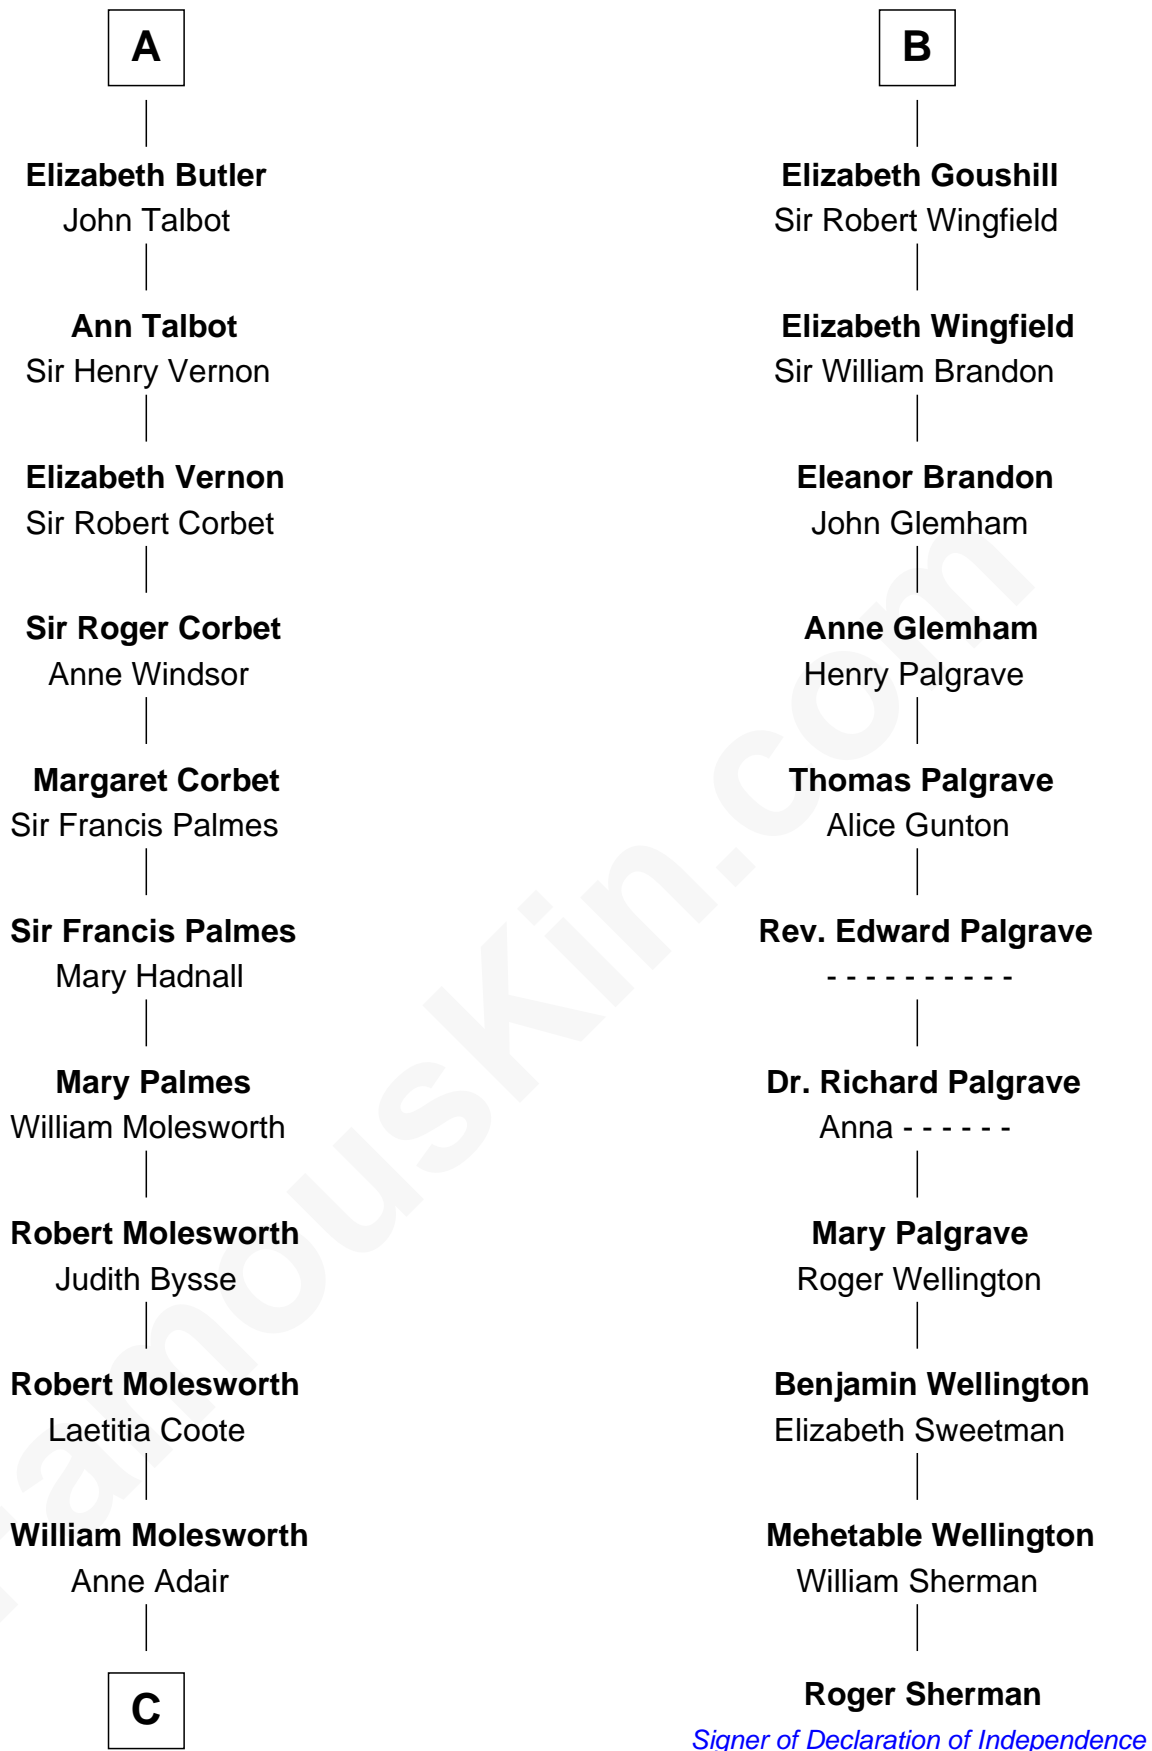 A
Elizabeth Butler
John Talbot
Ann Talbot
Sir Henry Vernon
Elizabeth Vernon
Sir Robert Corbet
Sir Roger Corbet
Anne Windsor
Margaret Corbet
Sir Francis Palmes
Sir Francis Palmes
Mary Hadnall
Mary Palmes
William Molesworth
Robert Molesworth
Judith Bysse
Robert Molesworth
Laetitia Coote
William Molesworth
Anne Adair
C
B
Elizabeth Goushill
Sir Robert Wingfield
Elizabeth Wingfield
Sir William Brandon
Eleanor Brandon
John Glemham
Anne Glemham
Henry Palgrave
Thomas Palgrave
Alice Gunton
Rev. Edward Palgrave
- - - - - - - - - -
Dr. Richard Palgrave
Anna - - - - - -
Mary Palgrave
Roger Wellington
Benjamin Wellington
Elizabeth Sweetman
Mehetable Wellington
William Sherman
Roger Sherman
Signer of Declaration of Independence
FamousKin.com